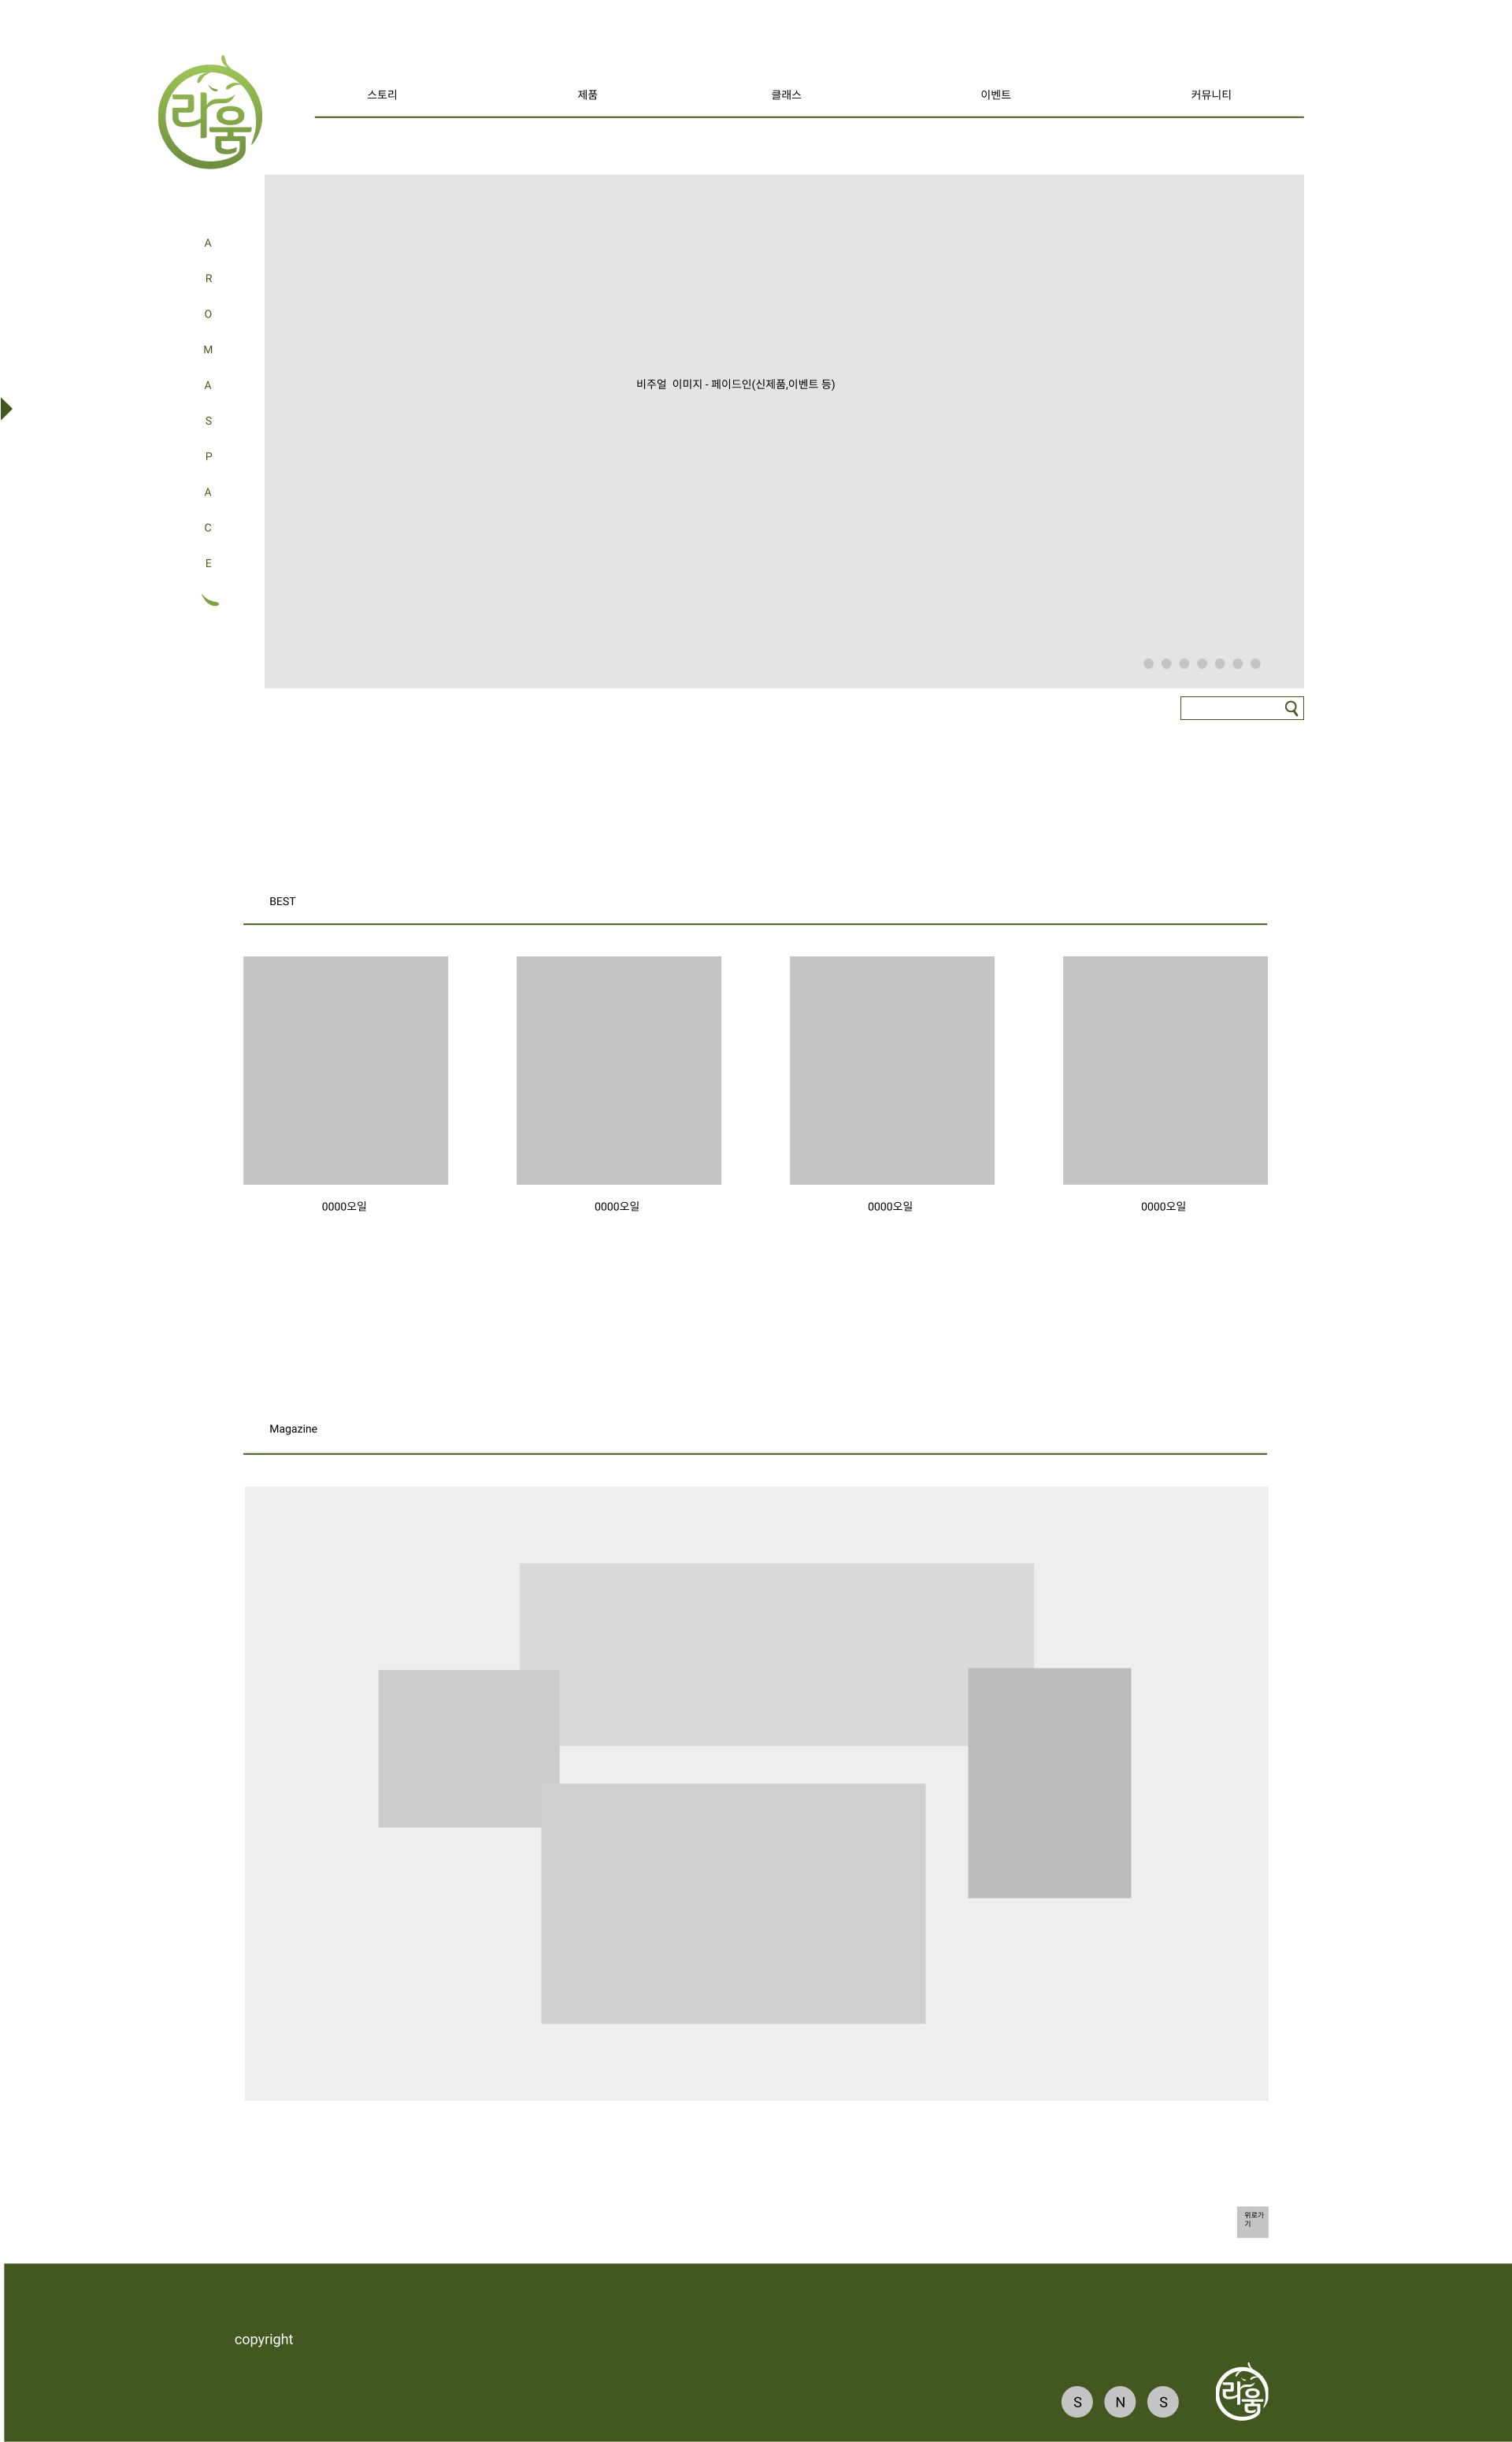 라움
스토리
제품
클래스
이벤트
커뮤니티
A
R
O
M
A
S
P
A
C
E
비주얼 이미지 - 페이드인(신제품,이벤트 등)
BEST
0000오일
0000오일
0000오일
0000오일
Magazine
위로가
기
copyright
S
N
S
라움